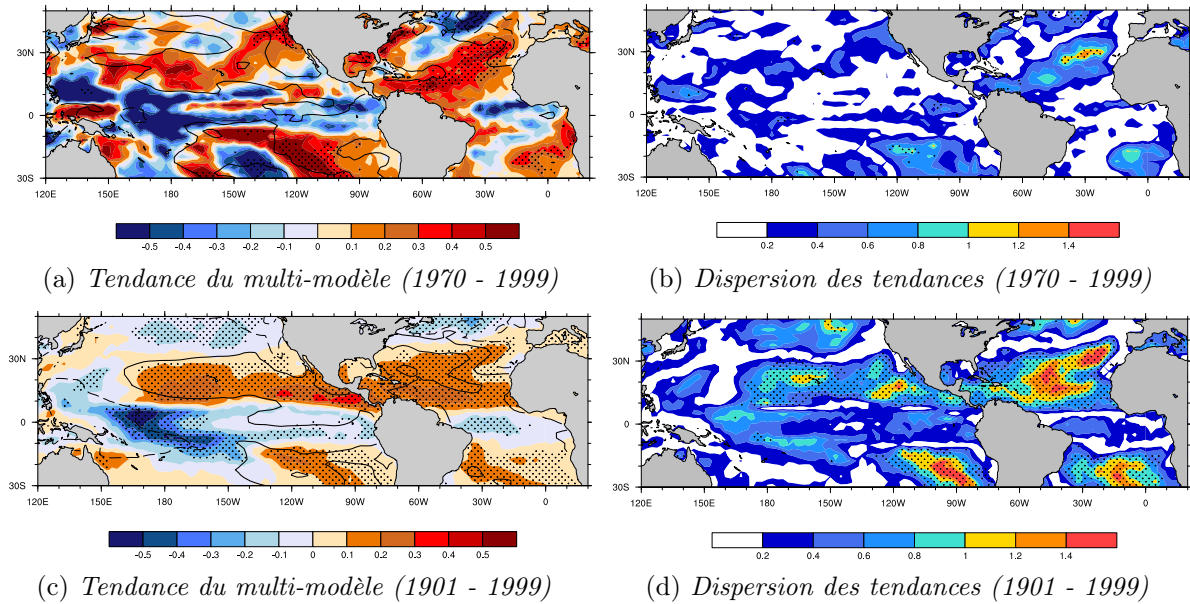 30N
0
30S
120E 150E 180 150W 120W 90W 60W 30W 0
-0.5 -0.4 -0.3 -0.2 -0.1 0 0.1 0.2 0.3 0.4 0.5
(a) Tendance du multi-modèle (1970 - 1999)
30N
0
30S
120E 150E 180 150W 120W 90W 60W 30W 0
0.2 0.4 0.6 0.8 1 1.2 1.4
(b) Dispersion des tendances (1970 - 1999)
30N
0
30S
120E 150E 180 150W 120W 90W 60W 30W 0
-0.5 -0.4 -0.3 -0.2 -0.1 0 0.1 0.2 0.3 0.4 0.5
(c) Tendance du multi-modèle (1901 - 1999)
30N
0
30S
120E 150E 180 150W 120W 90W 60W 30W 0
0.2 0.4 0.6 0.8 1 1.2 1.4
(d) Dispersion des tendances (1901 - 1999)